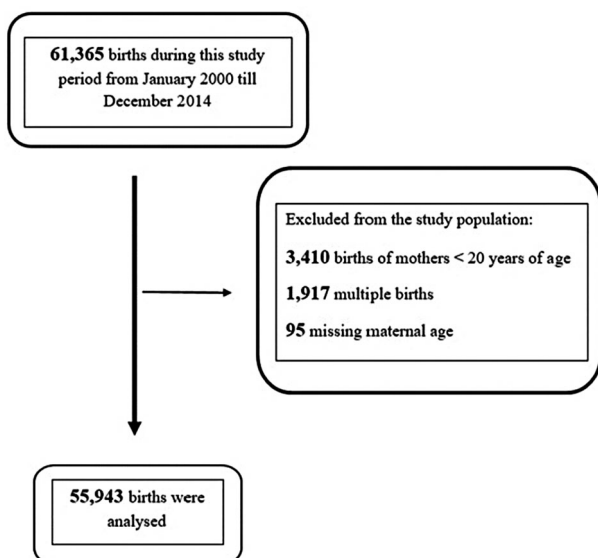 61,365 births during this study
period from January 2000 till
December 2014
Excluded from the study population:
3,410 births of mothers < 20 years of age
1,917 multiple births
95 missing maternal age
55,943 births were
analysed